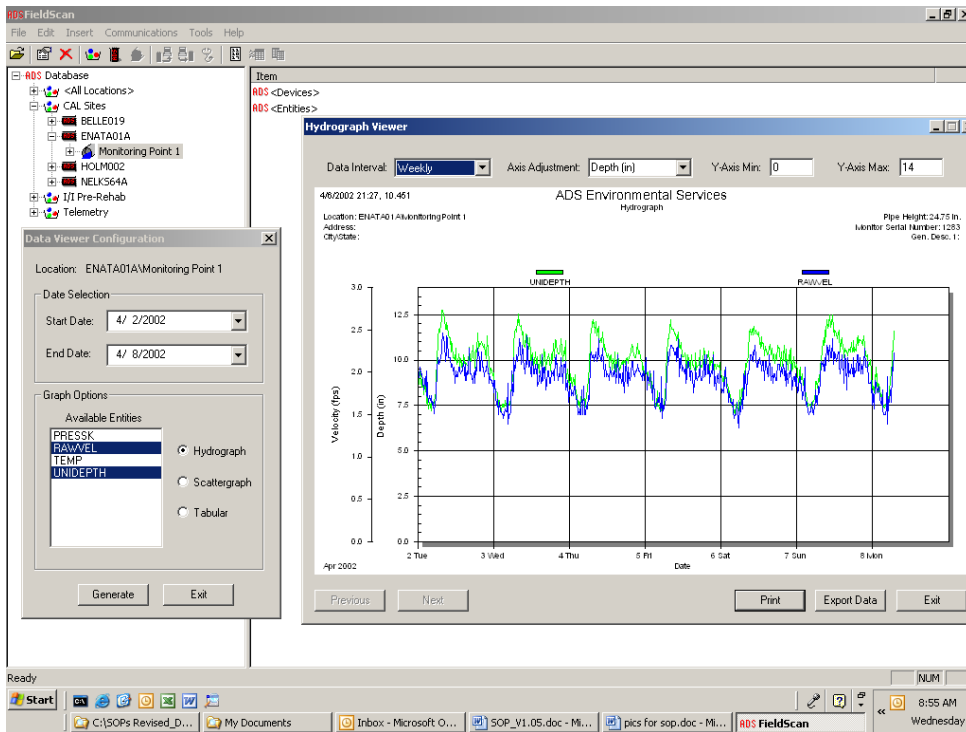 ADS FieldScan
File Edit Insert Communications Tools Help
ADS Database
<All Locations>
CAL Sites
BELLE019
ENATA01A
Monitoring Point 1
HOLM002
NELKS64A
I/I Pre-Rehab
Telemetry
Item
ADS <Devices>
ADS <Entities>
Data Viewer Configuration
Location: ENATA01A\Monitoring Point 1
Date Selection
Start Date: 4/ 2/2002
End Date: 4/ 8/2002
Graph Options
Available Entities
PRESSK
RAWVEL
TEMP
UNIDEPTH
Hydrograph
Scattergraph
Tabular
Generate Exit
Hydrograph Viewer
Data Interval: Weekly Axis Adjustment: Depth (in) Y-Axis Min: 0 Y-Axis Max: 14
4/8/2002 21:27, 10.451 ADS Environmental Services
Hydrograph
Location: ENATA01A\Monitoring Point 1 Pipe Height: 24.75 in.
Address: Monitor Serial Number: 1283
City/State: Gen. Desc. 1:
UNIDEPTH RAWVEL
3.0
2.5
2.0
1.5
1.0
0.5
0.0
Velocity (fps)
12.5
10.0
7.5
5.0
2.5
0.0
Depth (in)
2 Tue 3 Wed 4 Thu 5 Fri 6 Sat 7 Sun 8 Mon
Apr 2002 Date
Previous Next Print Export Data Exit
Ready NUM
Start
8:55 AM
C:\SOPs Revised_D... My Documents Inbox - Microsoft O... SOP_V1.05.doc - Mi... pics for sop.doc - Mi... ADS FieldScan
Wednesday